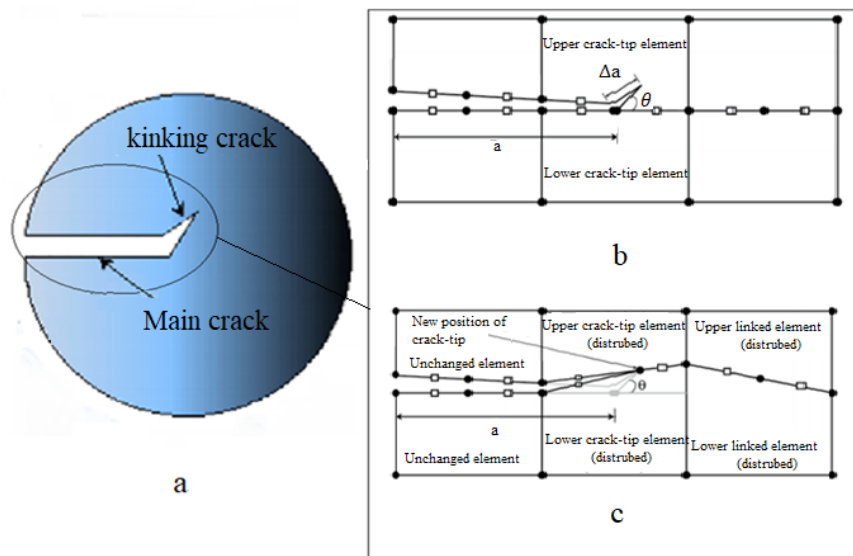 kinking crack
Main crack
a
Upper crack-tip element
Δa
θ
a
Lower crack-tip element
b
New position of
crack-tip
Upper crack-tip element
(distrubed)
Upper linked element
(distrubed)
Unchanged element
θ
a
Unchanged element
Lower crack-tip element
(distrubed)
Lower linked element
(distrubed)
c